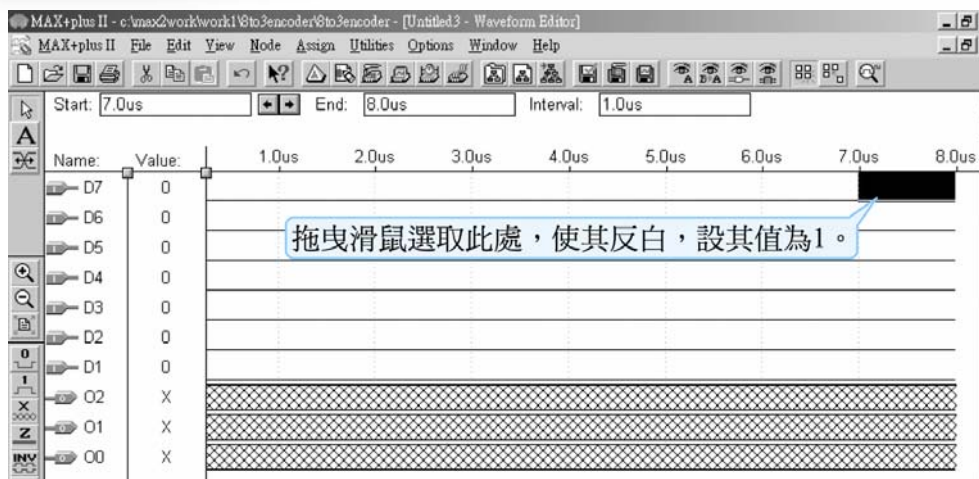 MAX+plus II - c:\max2work\work1\8to3encoder\8to3encoder - [Untitled3 - Waveform Editor]
MAX+plus II File Edit View Node Assign Utilities Options Window Help
Start: 7.0us End: 8.0us Interval: 1.0us
Name: Value: 1.0us 2.0us 3.0us 4.0us 5.0us 6.0us 7.0us 8.0us
D7 0
D6 0
拖曳滑鼠選取此處，使其反白，設其值為1。
D5 0
D4 0
D3 0
D2 0
D1 0
O2 X
O1 X
O0 X
A
0
1
X
Z
INV